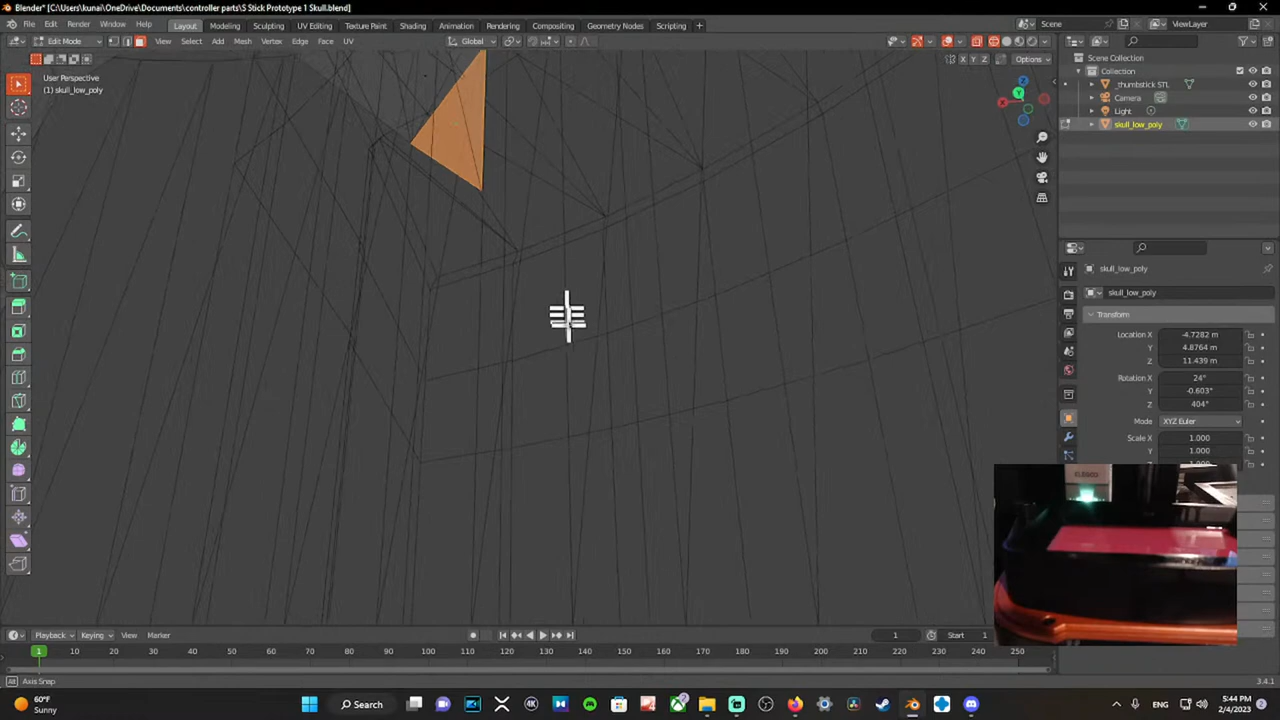 Blender* [C:\Users\kunai\OneDrive\Documents\controller parts\S Stick Prototype 1 Skull.blend]
File Edit Render Window Help Layout Modeling Sculpting UV Editing Texture Paint Shading Animation Rendering Compositing Geometry Nodes Scripting + Scene ViewLayer
Edit Mode View Select Add Mesh Vertex Edge Face UV Global
X Y Z Options
User Perspective
(1) skull_low_poly
Scene Collection
Collection
_thumbstick STL
Camera
Light
skull_low_poly
skull_low_poly
skull_low_poly
Transform
Location X -4.7282 m
Y 4.8764 m
Z 11.439 m
Rotation X 24°
Y -0.603°
Z 404°
Mode XYZ Euler
Scale X 1.000
Y 1.000
Playback Keying View Marker 1 Start 1
1 10 20 30 40 50 60 70 80 90 100 110 120 130 140 150 160 170 180 190 200 210 220 230 240 250
Axis Snap 3.4.1
60°F
Sunny
Search
ENG
5:44 PM
2/4/2023